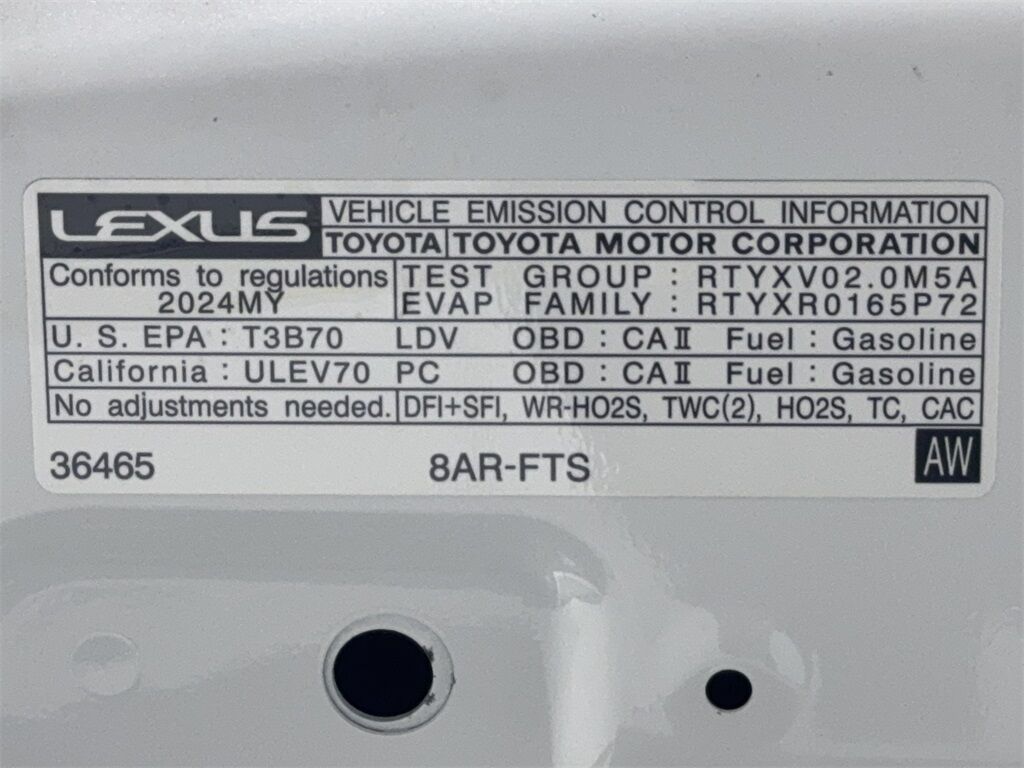 LEXUS VEHICLE EMISSION CONTROL INFORMATION
TOYOTA TOYOTA MOTOR CORPORATION
Conforms to regulations TEST GROUP : RTYXV02.0M5A
2024MY EVAP FAMILY : RTYXR0165P72
U. S. EPA : T3B70 LDV OBD : CAⅡ Fuel : Gasoline
California : ULEV70 PC OBD : CAⅡ Fuel : Gasoline
No adjustments needed. DFI+SFI, WR-HO2S, TWC(2), HO2S, TC, CAC
36465 8AR-FTS AW